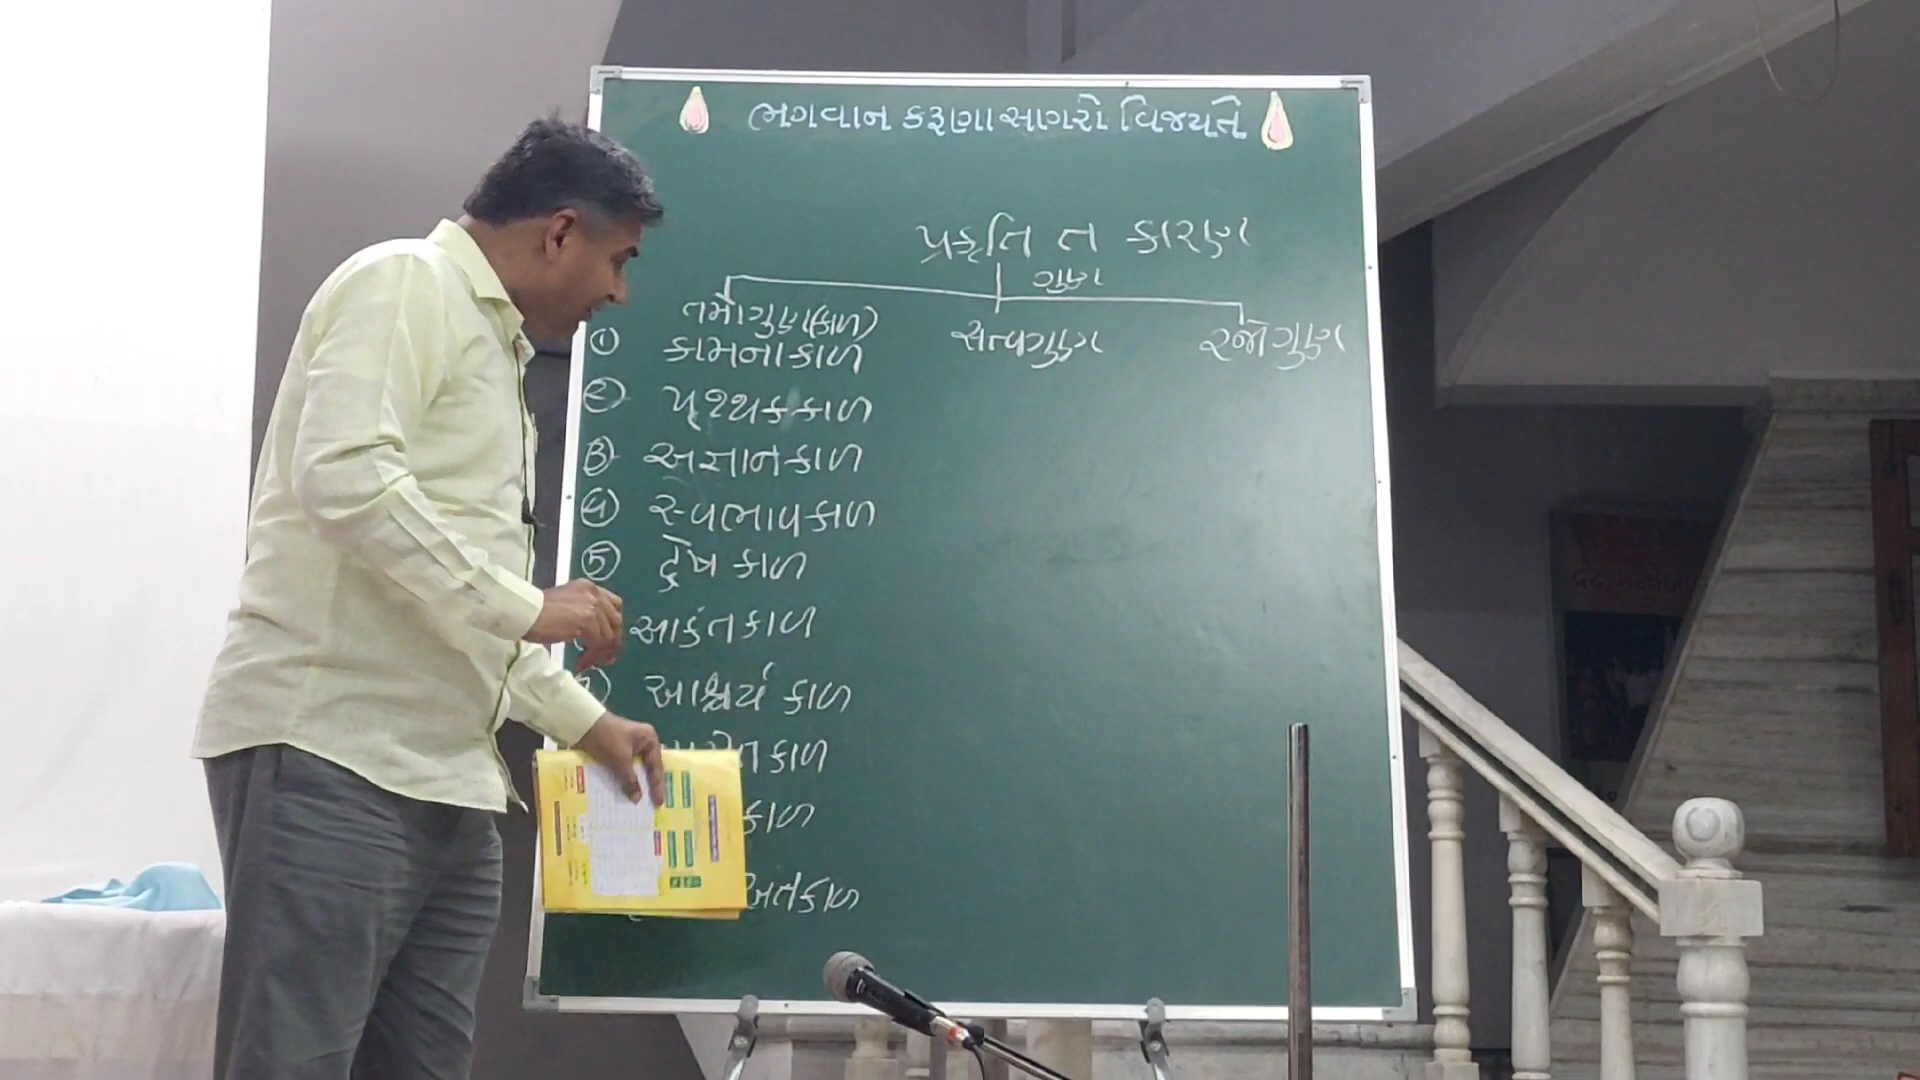 ભગવાન કરૂણાસાગરો વિજયતે
પ્રકૃતિ ત કારણ
ગુણ
તમોગુણ(કાળ)
સત્વગુણ
રજોગુણ
① કામનાકાળ
② પૃથ્થકકાળ
③ અજ્ઞાનકાળ
④ સ્વભાવકાળ
⑤ દ્વેષ કાળ
આક્રંતકાળ
આશ્ચર્ય કાળ
કાળ
કાળ